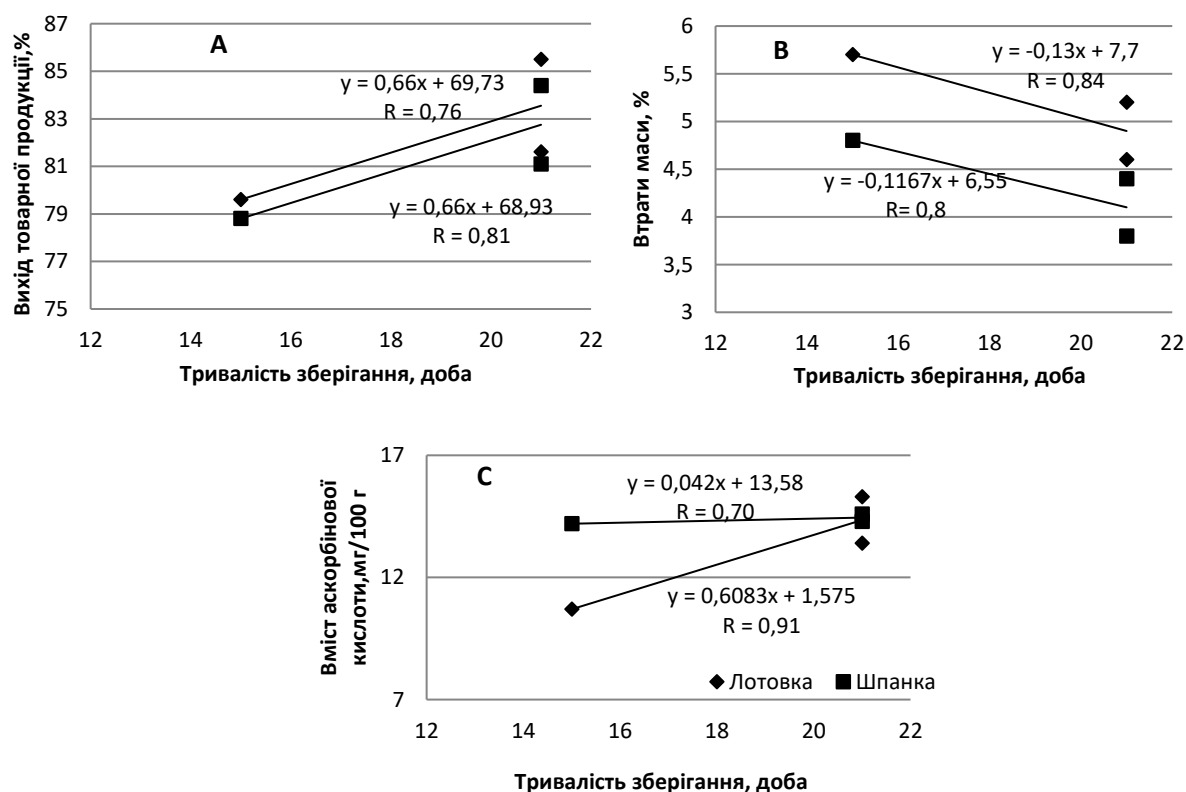 87
85
83
81
79
77
75
Вихід товарної продукції,%
А
y = 0,66x + 69,73
R = 0,76
y = 0,66x + 68,93
R = 0,81
12 14 16 18 20 22
Тривалість зберігання, доба
6
5,5
5
4,5
4
3,5
3
Втрати маси, %
В
y = -0,13x + 7,7
R = 0,84
y = -0,1167x + 6,55
R= 0,8
12 14 16 18 20 22
Тривалість зберігання, доба
17
12
7
Вміст аскорбінової
кислоти,мг/100 г
С
y = 0,042x + 13,58
R = 0,70
y = 0,6083x + 1,575
R = 0,91
Лотовка Шпанка
12 14 16 18 20 22
Тривалість зберігання, доба